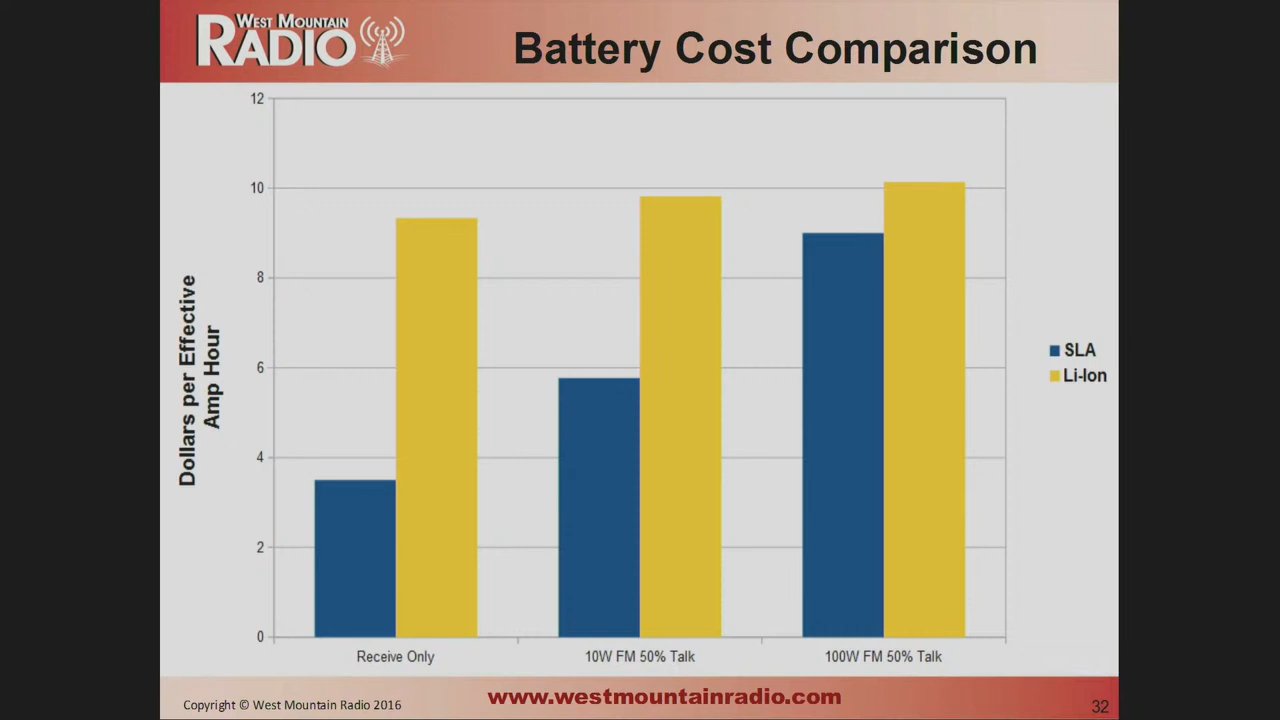 WEST MOUNTAIN
RADIO
Battery Cost Comparison
12
10
8
6
4
2
0
Dollars per Effective
Amp Hour
Receive Only
10W FM 50% Talk
100W FM 50% Talk
SLA
Li-Ion
Copyright © West Mountain Radio 2016
www.westmountainradio.com
32